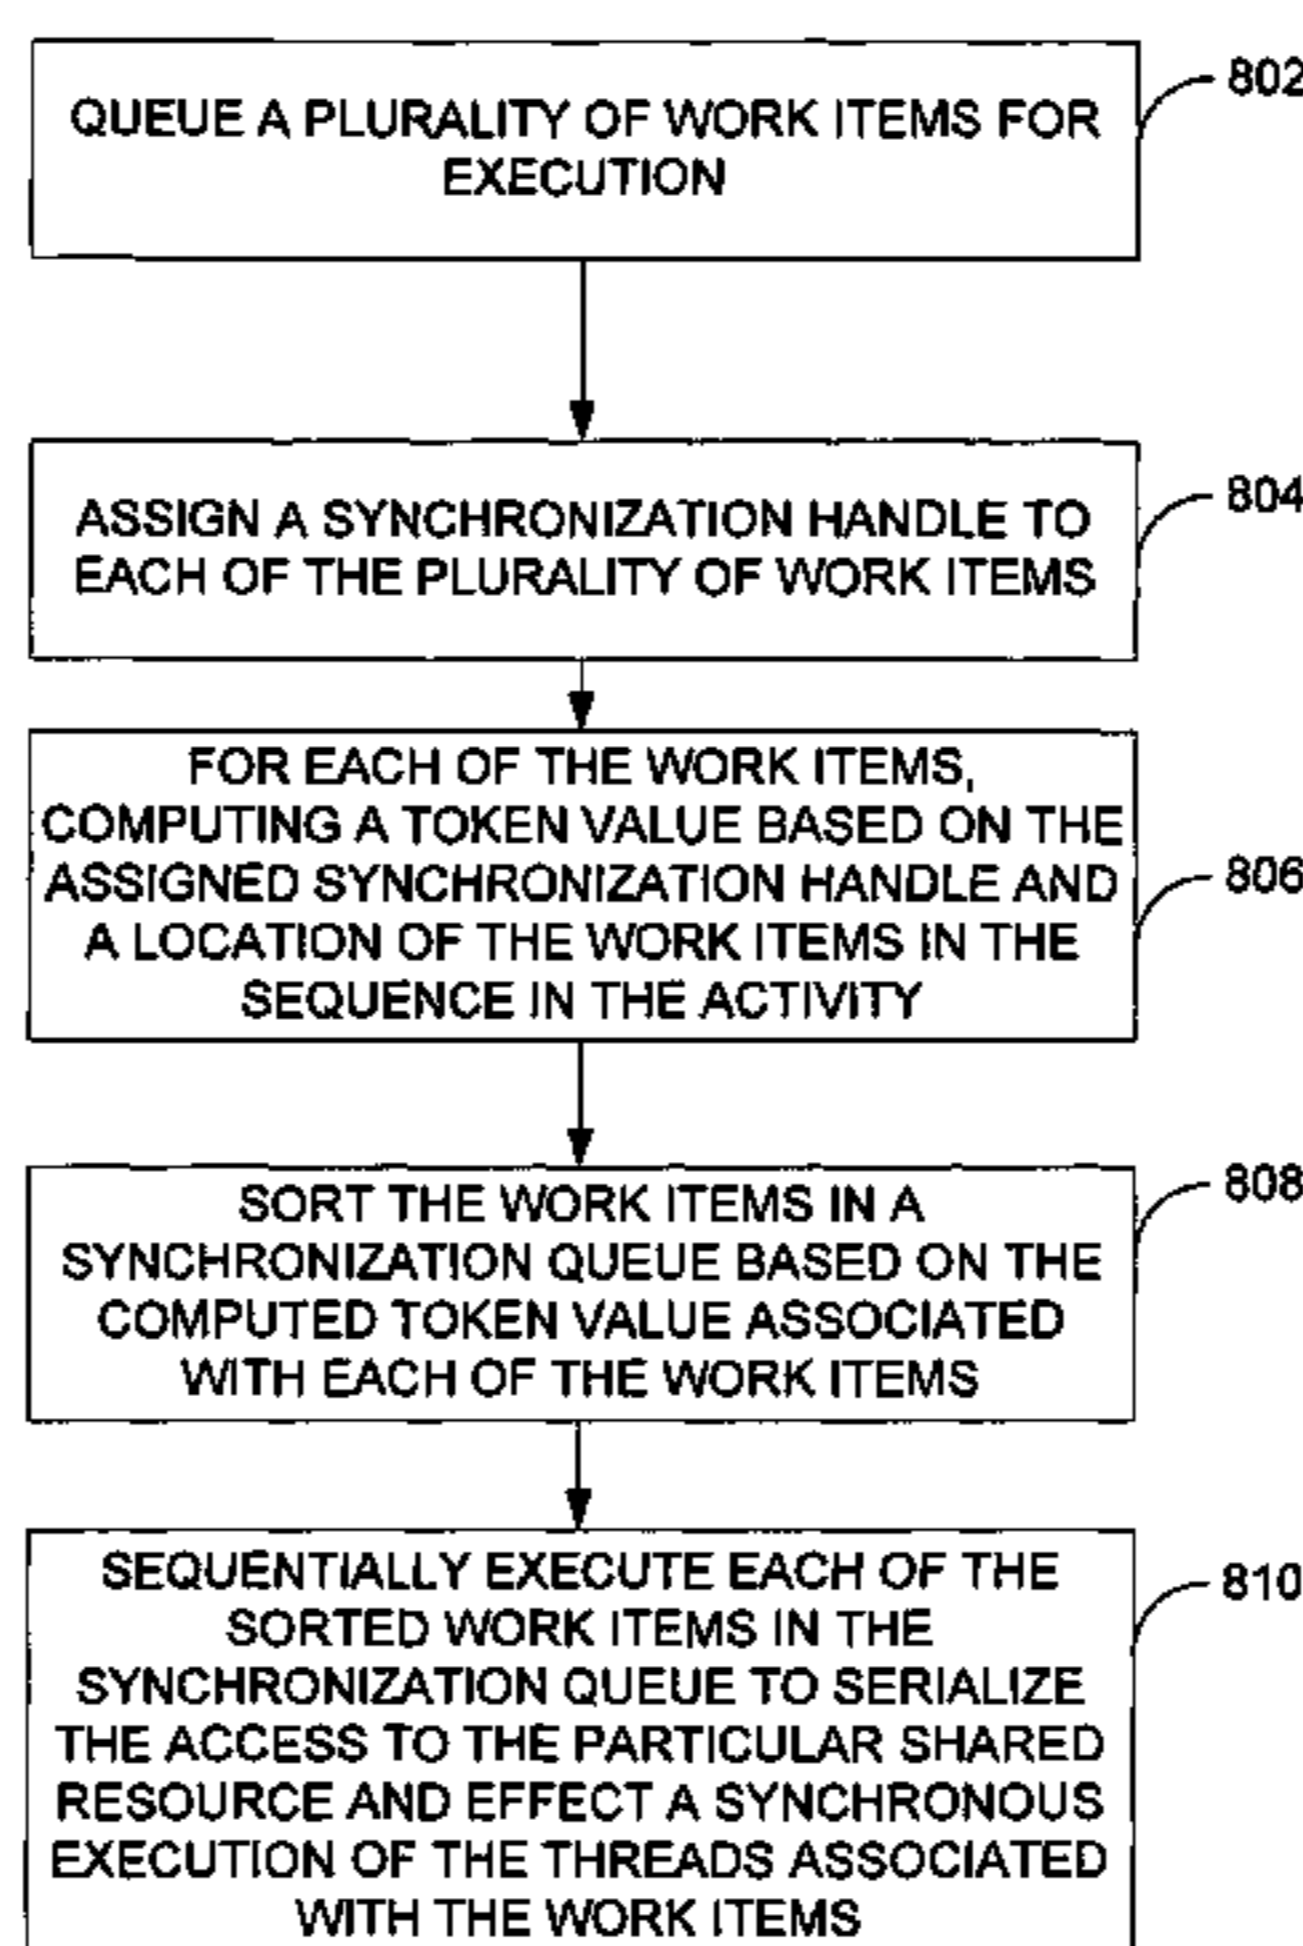 802
QUEUE A PLURALITY OF WORK ITEMS FOR
EXECUTION
804
ASSIGN A SYNCHRONIZATION HANDLE TO
EACH OF THE PLURALITY OF WORK ITEMS
FOR EACH OF THE WORK ITEMS,
COMPUTING A TOKEN VALUE BASED ON THE
ASSIGNED SYNCHRONIZATION HANDLE AND
806
A LOCATION OF THE WORK ITEMS IN THE
SEQUENCE IN THE ACTIVITY
808
SORT THE WORK ITEMS IN A
SYNCHRONIZATION QUEUE BASED ON THE
COMPUTED TOKEN VALUE ASSOCIATED
WITH EACH OF THE WORK ITEMS
SEQUENTIALLY EXECUTE EACH OF THE
810
SORTED WORK ITEMS IN THE
SYNCHRONIZATION QUEUE TO SERIALIZE
THE ACCESS TO THE PARTICULAR SHARED
RESOURCE AND EFFECT A SYNCHRONOUS
EXECUTION OF THE THREADS ASSOCIATED
WITH THE WORK ITEMS